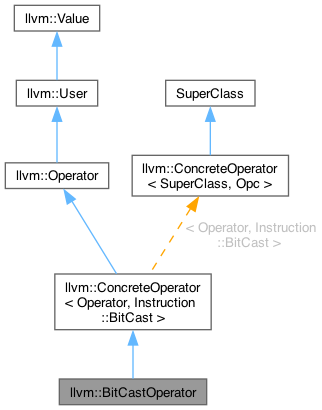 llvm::Value
llvm::User
SuperClass
llvm::Operator
llvm::ConcreteOperator
< SuperClass, Opc >
< Operator, Instruction
::BitCast >
llvm::ConcreteOperator
< Operator, Instruction
::BitCast >
llvm::BitCastOperator